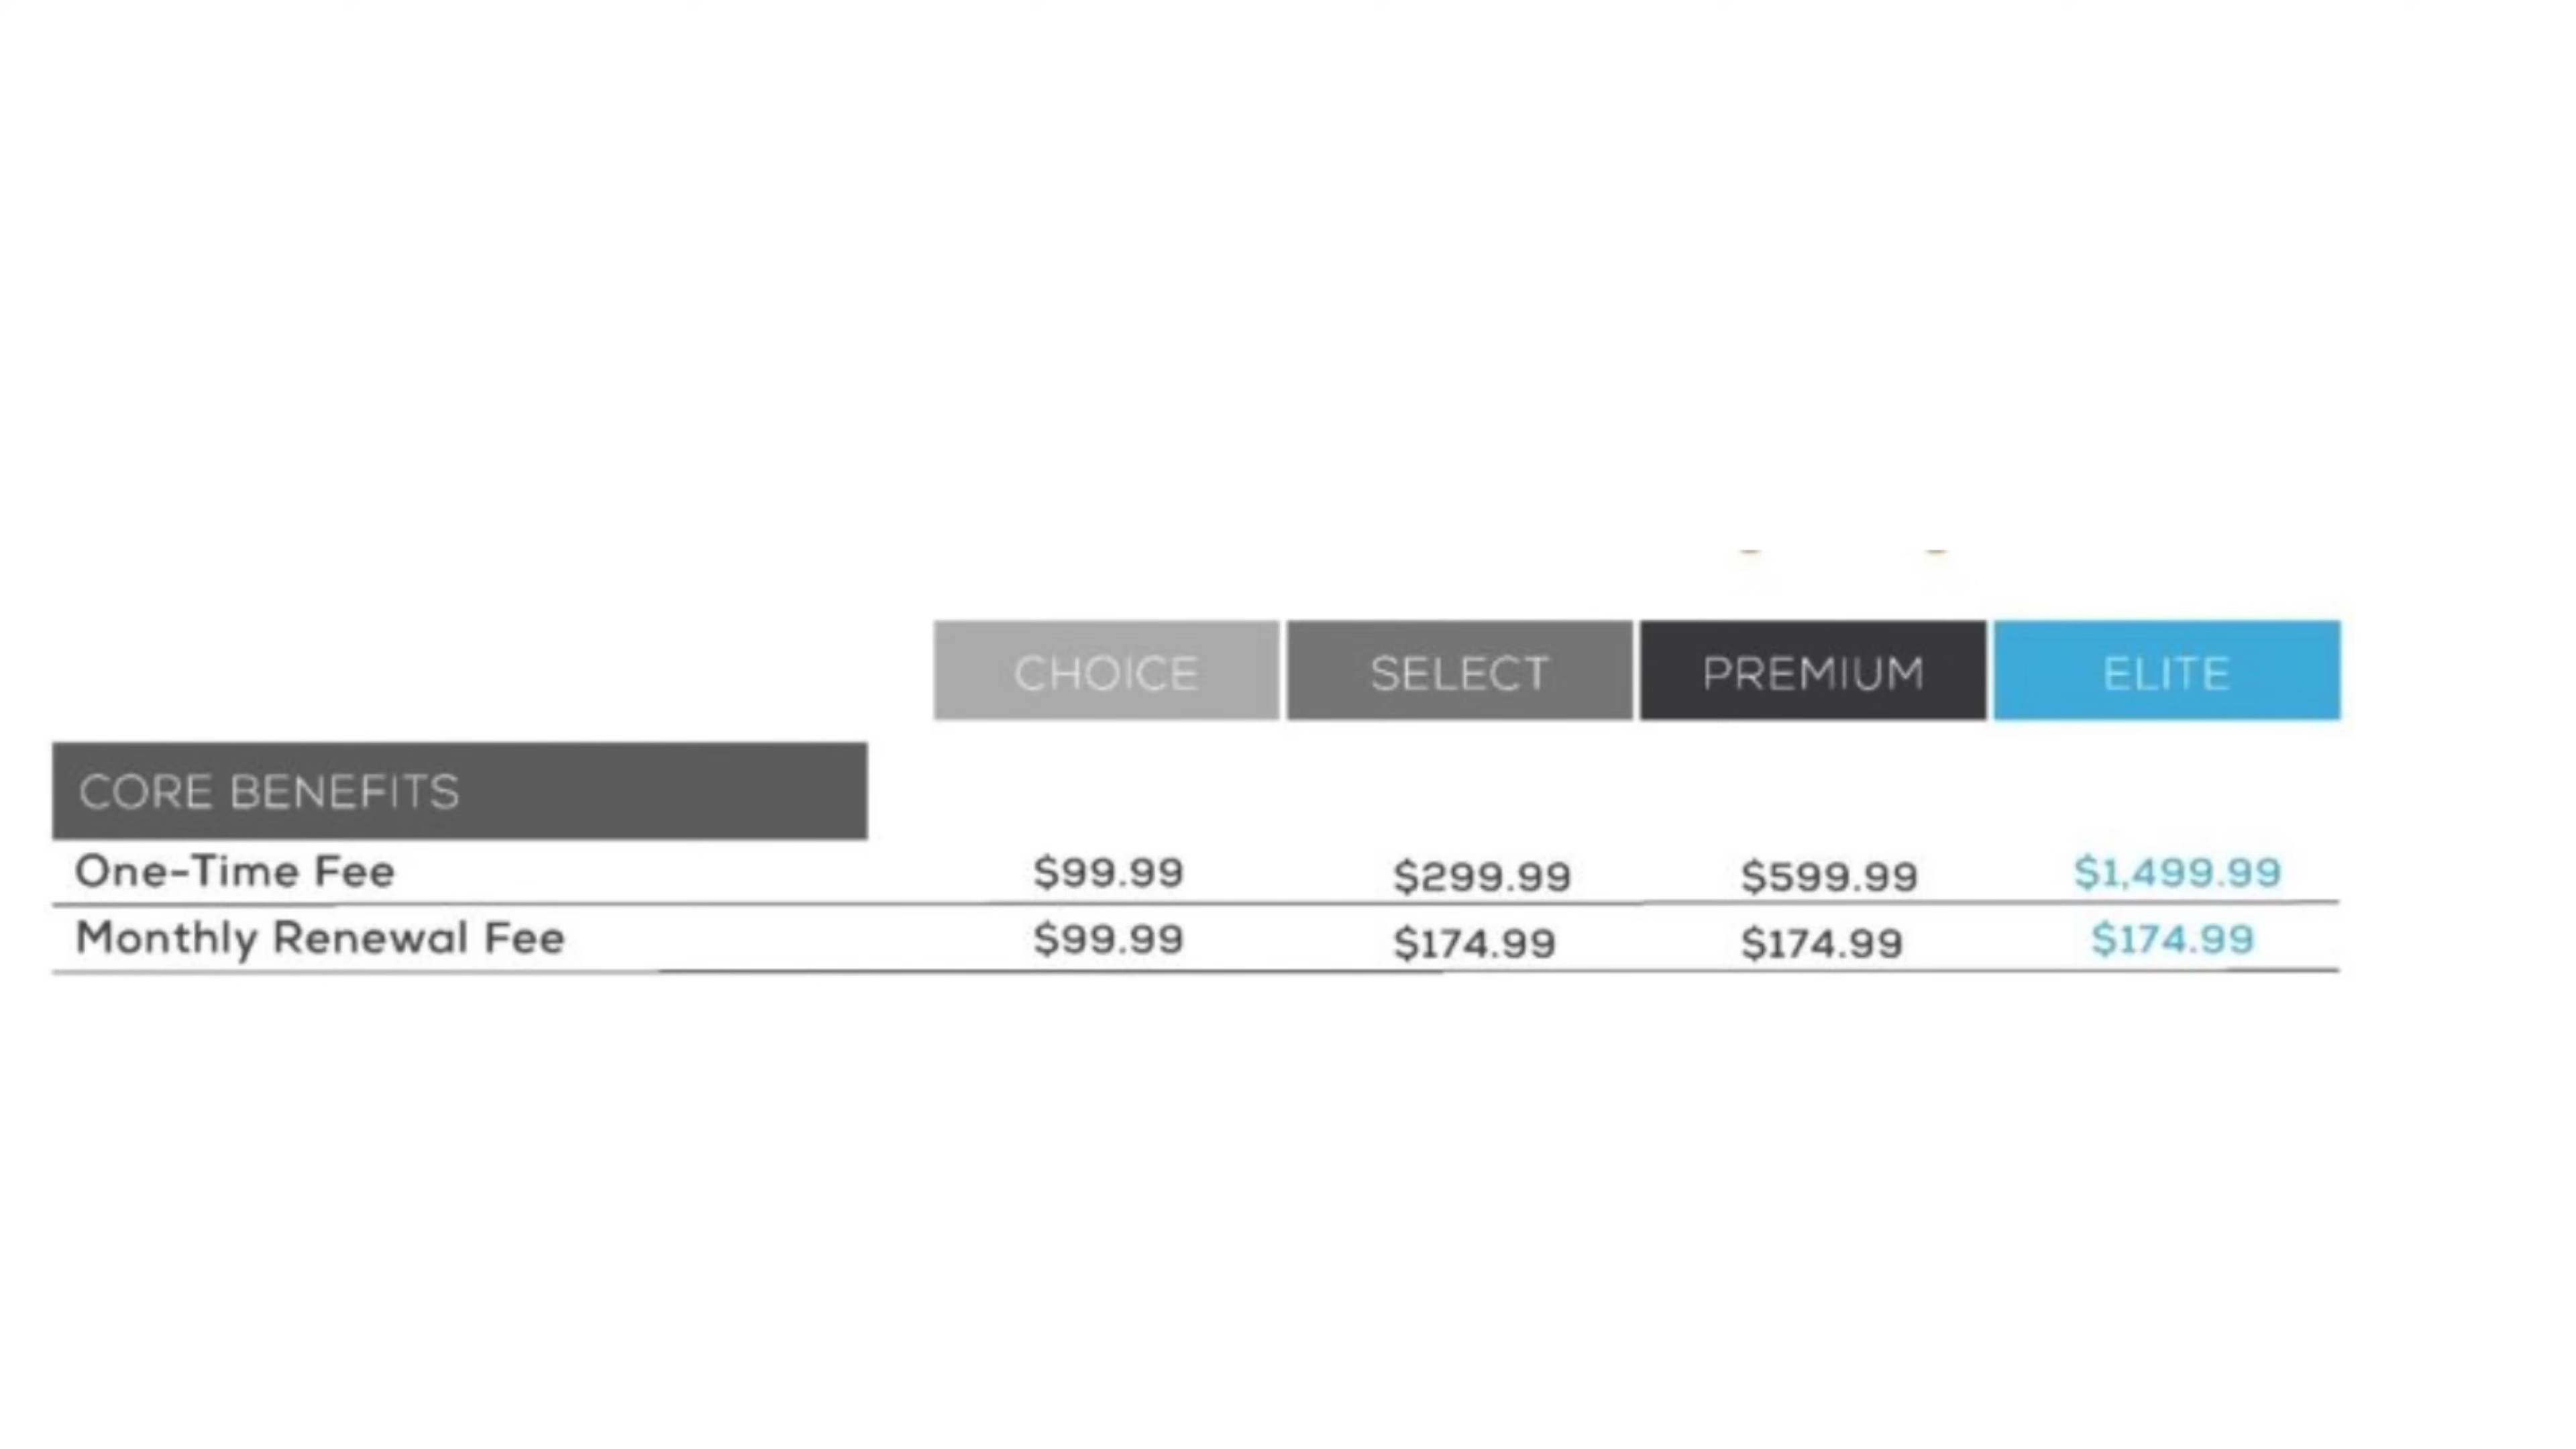 CHOICE SELECT PREMIUM ELITE
CORE BENEFITS
One-Time Fee $99.99 $299.99 $599.99 $1,499.99
Monthly Renewal Fee $99.99 $174.99 $174.99 $174.99